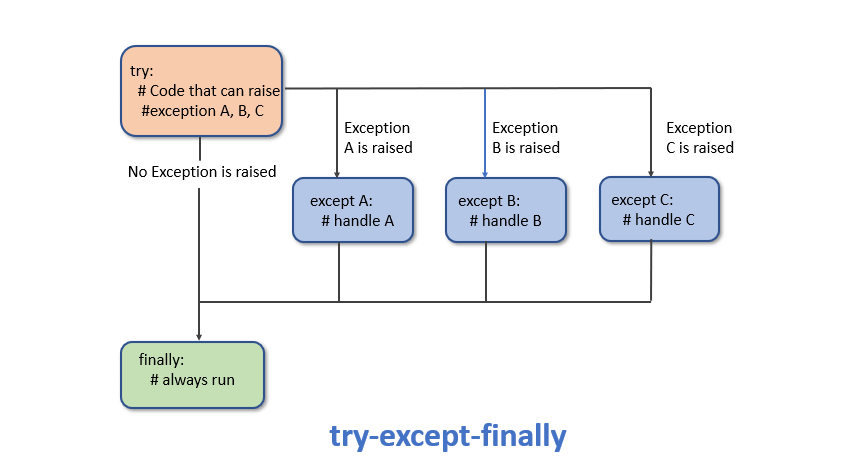 try:
# Code that can raise
#exception A, B, C
No Exception is raised
Exception
A is raised
Exception
B is raised
Exception
C is raised
except A:
# handle A
except B:
# handle B
except C:
# handle C
finally:
# always run
try-except-finally